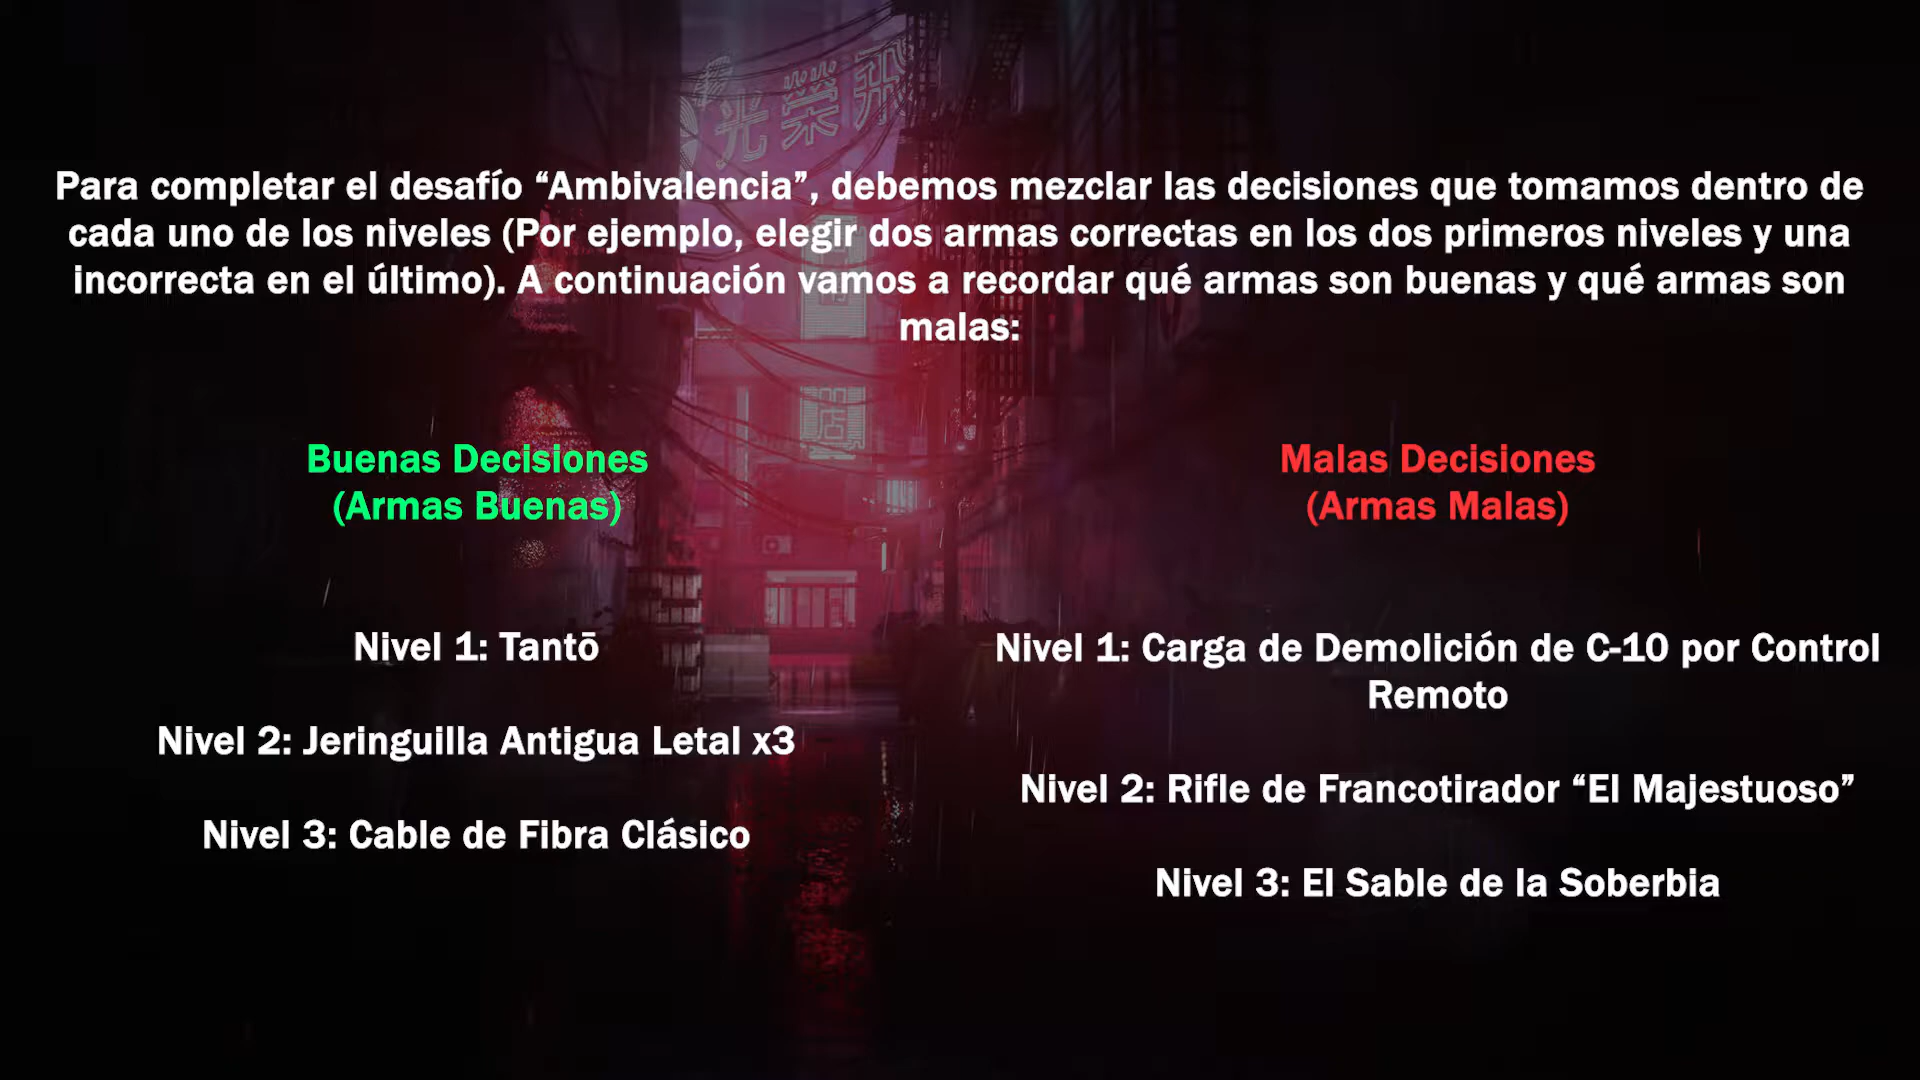 光榮飛
Para completar el desafío “Ambivalencia”, debemos mezclar las decisiones que tomamos dentro de
cada uno de los niveles (Por ejemplo, elegir dos armas correctas en los dos primeros niveles y una
incorrecta en el último). A continuación vamos a recordar qué armas son buenas y qué armas son
malas:
Buenas Decisiones
(Armas Buenas)
Nivel 1: Tantō
Nivel 2: Jeringuilla Antigua Letal x3
Nivel 3: Cable de Fibra Clásico
Malas Decisiones
(Armas Malas)
Nivel 1: Carga de Demolición de C-10 por Control
Remoto
Nivel 2: Rifle de Francotirador “El Majestuoso”
Nivel 3: El Sable de la Soberbia